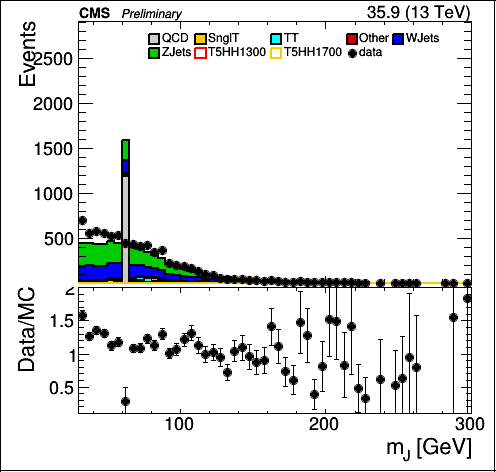 CMS Preliminary 35.9 (13 TeV)
QCD SnglT TT Other WJets
ZJets T5HH1300 T5HH1700 data
Events
2500
2000
1500
1000
500
Data/MC
2
1.5
1
0.5
100 200 300
mJ [GeV]